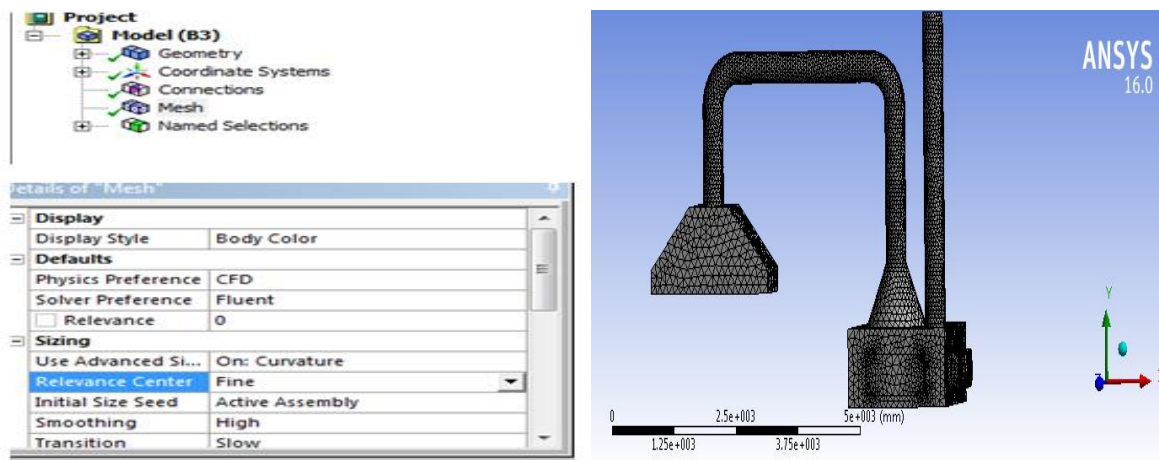 Project
Model (B3)
Geometry
Coordinate Systems
Connections
Mesh
Named Selections
Details of "Mesh"
Display
Display Style Body Color
Defaults
Physics Preference CFD
Solver Preference Fluent
Relevance 0
Sizing
Use Advanced Si... On: Curvature
Relevance Center Fine
Initial Size Seed Active Assembly
Smoothing High
Transition Slow
ANSYS
16.0
Y
0 2.5e+003 5e+003 (mm)
1.25e+003 3.75e+003